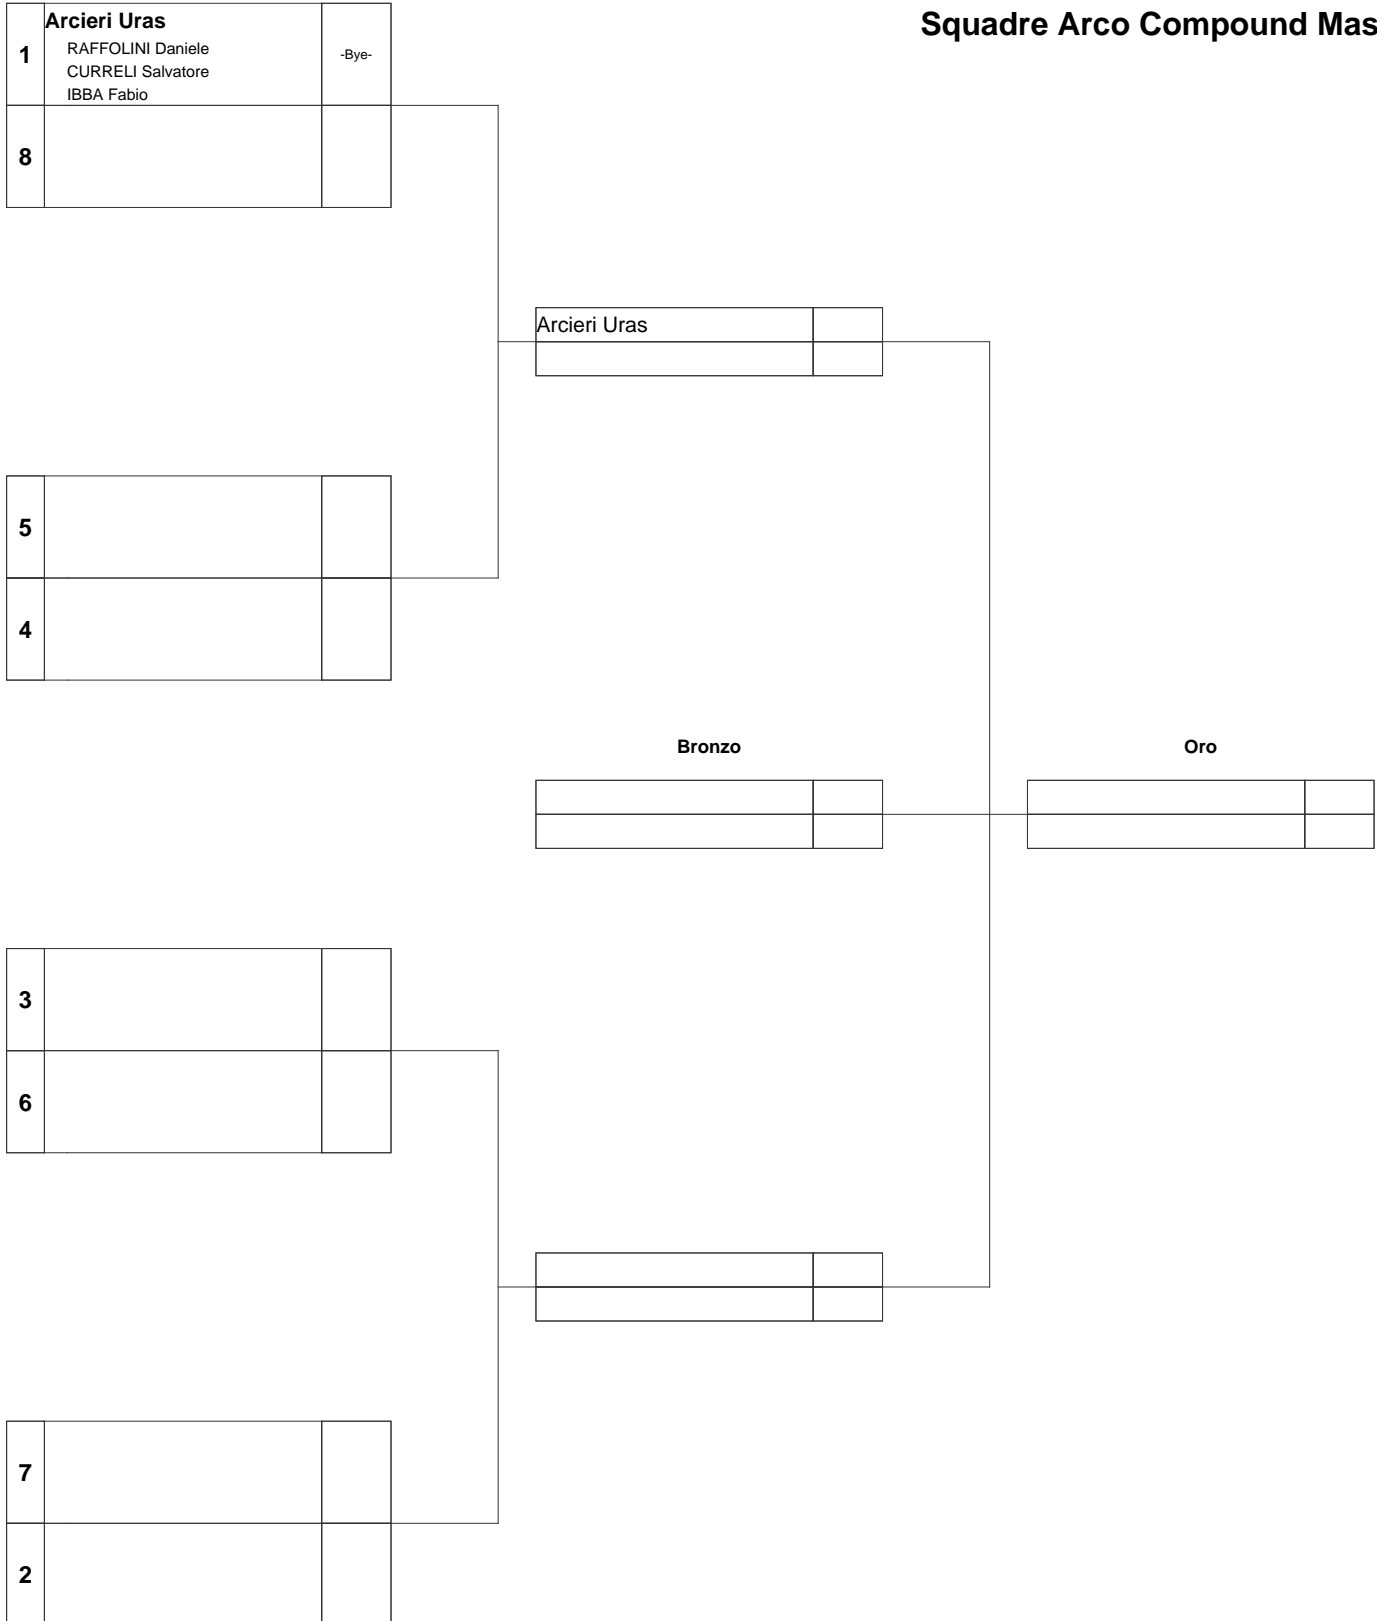 Squadre Arco Compound Mas
Arcieri Uras
1
RAFFOLINI Daniele
-Bye-
CURRELI Salvatore
IBBA Fabio
8
Arcieri Uras
5
4
Bronzo
Oro
3
6
7
2